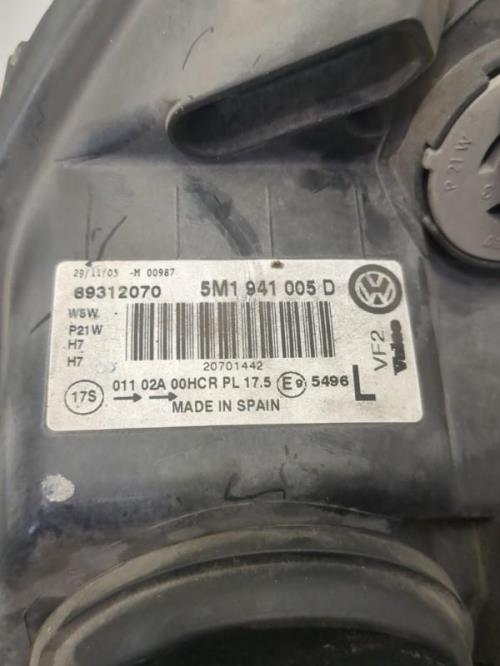 29/11/05 -M 00987
89312070 5M1 941 005 D
W5W
P21W
H7
H7
20701442
17S 011 02A 00HCR PL 17.5 E9 5496 L
MADE IN SPAIN
VF2
Valeo
P 21 W